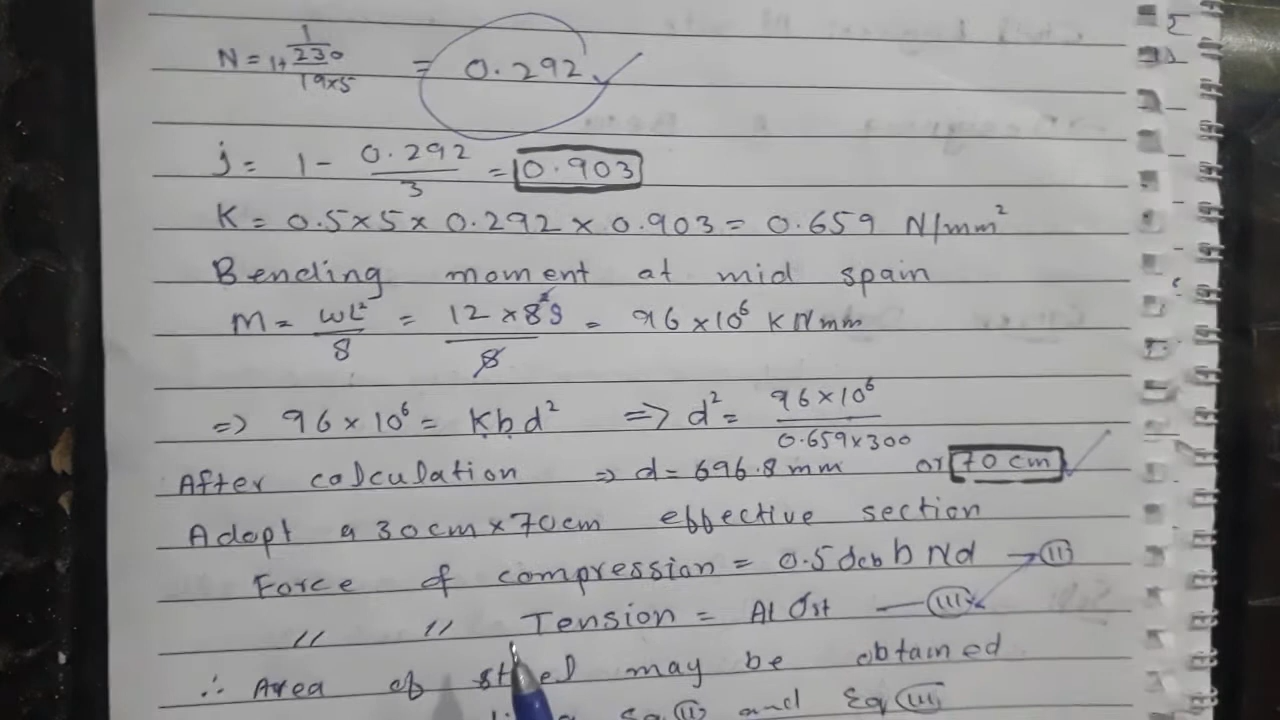 N = 1 / 1+ 230 / 19×5 = 0.292
j = 1 - 0.292 / 3 = 0.903
K = 0.5×5×0.292×0.903 = 0.659 N/mm²
Bending moment at mid spain
M = ωL² / 8 = 12 × 8² / 8 = 96 ×10⁶ KNmm
=> 96 × 10⁶ = Kbd² => d² = 96 ×10⁶ / 0.659×300
After calculation => d = 696.8 mm or 70 cm
Adopt a 30cm×70cm effective section
Force of compression = 0.5 σcb b Nd → (II)
〃 〃 Tension = At σst — (III)
∴ Area of steel may be obtained
Eq (II) and Eq (III)